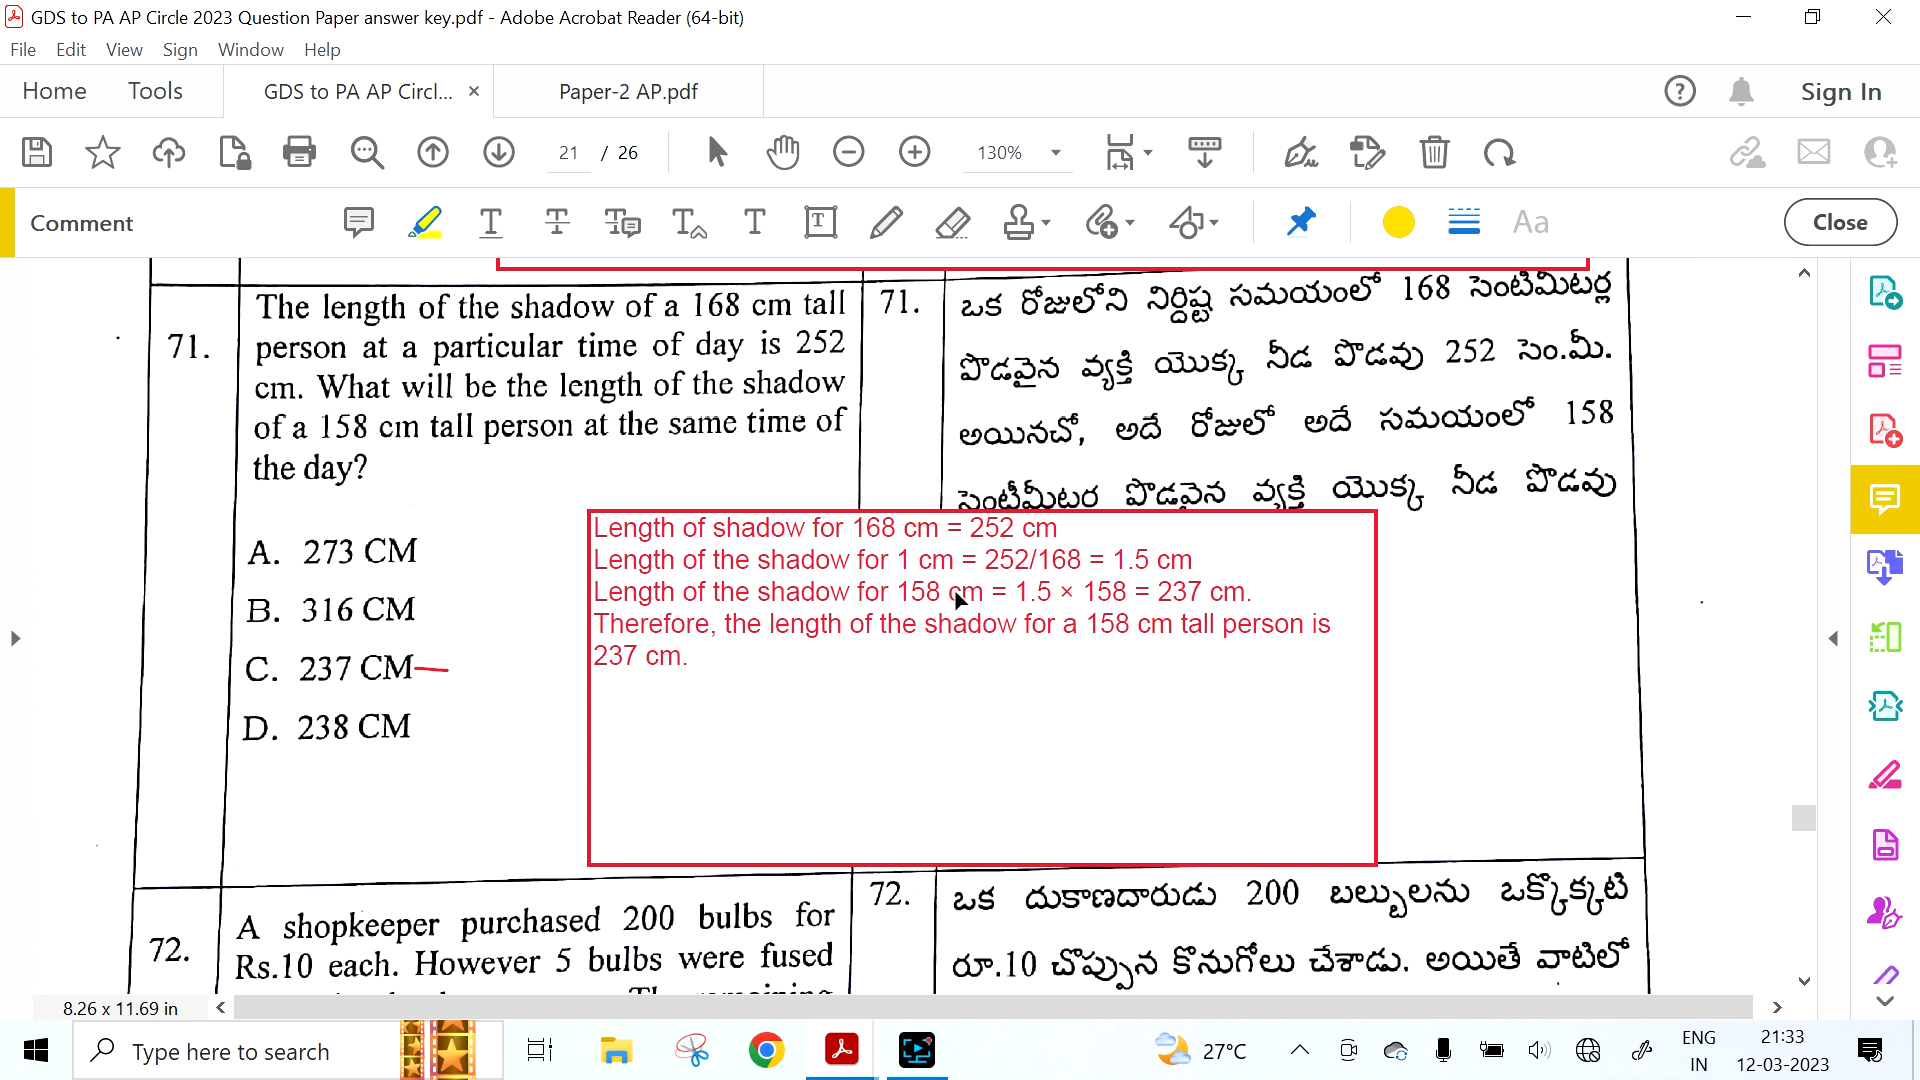 GDS to PA AP Circle 2023 Question Paper answer key.pdf - Adobe Acrobat Reader (64-bit)
File Edit View Sign Window Help
Home Tools GDS to PA AP Circl... × Paper-2 AP.pdf Sign In
21 / 26 130%
Comment Aa Close
71.
The length of the shadow of a 168 cm tall
person at a particular time of day is 252
cm. What will be the length of the shadow
of a 158 cm tall person at the same time of
the day?
A. 273 CM
B. 316 CM
C. 237 CM
D. 238 CM
71. ఒక రోజులోని నిర్దిష్ట సమయంలో 168 సెంటిమీటర్ల
పొడవైన వ్యక్తి యొక్క నీడ పొడవు 252 సెం.మీ.
అయినచో, అదే రోజులో అదే సమయంలో 158
సెంటీమీటర పొడవైన వ్యక్తి యొక్క నీడ పొడవు
Length of shadow for 168 cm = 252 cm
Length of the shadow for 1 cm = 252/168 = 1.5 cm
Length of the shadow for 158 cm = 1.5 × 158 = 237 cm.
Therefore, the length of the shadow for a 158 cm tall person is
237 cm.
72.
A shopkeeper purchased 200 bulbs for
Rs.10 each. However 5 bulbs were fused
72. ఒక దుకాణదారుడు 200 బల్బులను ఒక్కొక్కటి
రూ.10 చొప్పున కొనుగోలు చేశాడు. అయితే వాటిలో
8.26 x 11.69 in
Type here to search
27°C
ENG
IN
21:33
12-03-2023